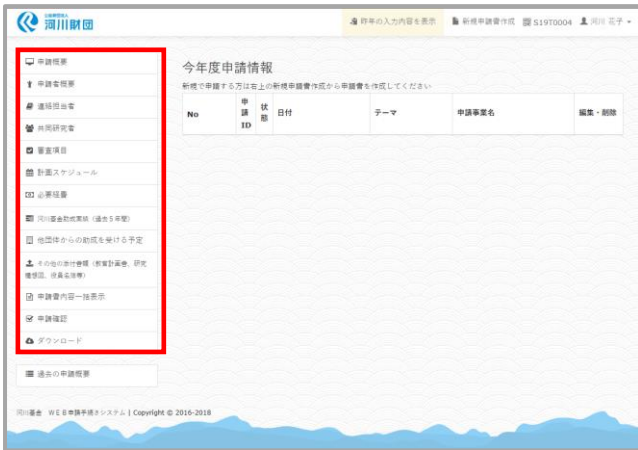 公益財団法人
河川財団
昨年の入力内容を表示
新規申請書作成
S19T0004
河川 花子
申請概要
申請者概要
連絡担当者
共同研究者
審査項目
計画スケジュール
必要経費
河川基金助成実績（過去５年間）
他団体からの助成を受ける予定
その他の添付書類（教育計画書、研究
構想図、役員名簿等）
申請書内容一括表示
申請確認
ダウンロード
過去の申請概要
今年度申請情報
新規で申請する方は右上の新規申請書作成から申請書を作成してください
No
申
請
ID
状
態
日付
テーマ
申請事業名
編集・削除
河川基金　ＷＥＢ申請手続きシステム | Copyright © 2016-2018